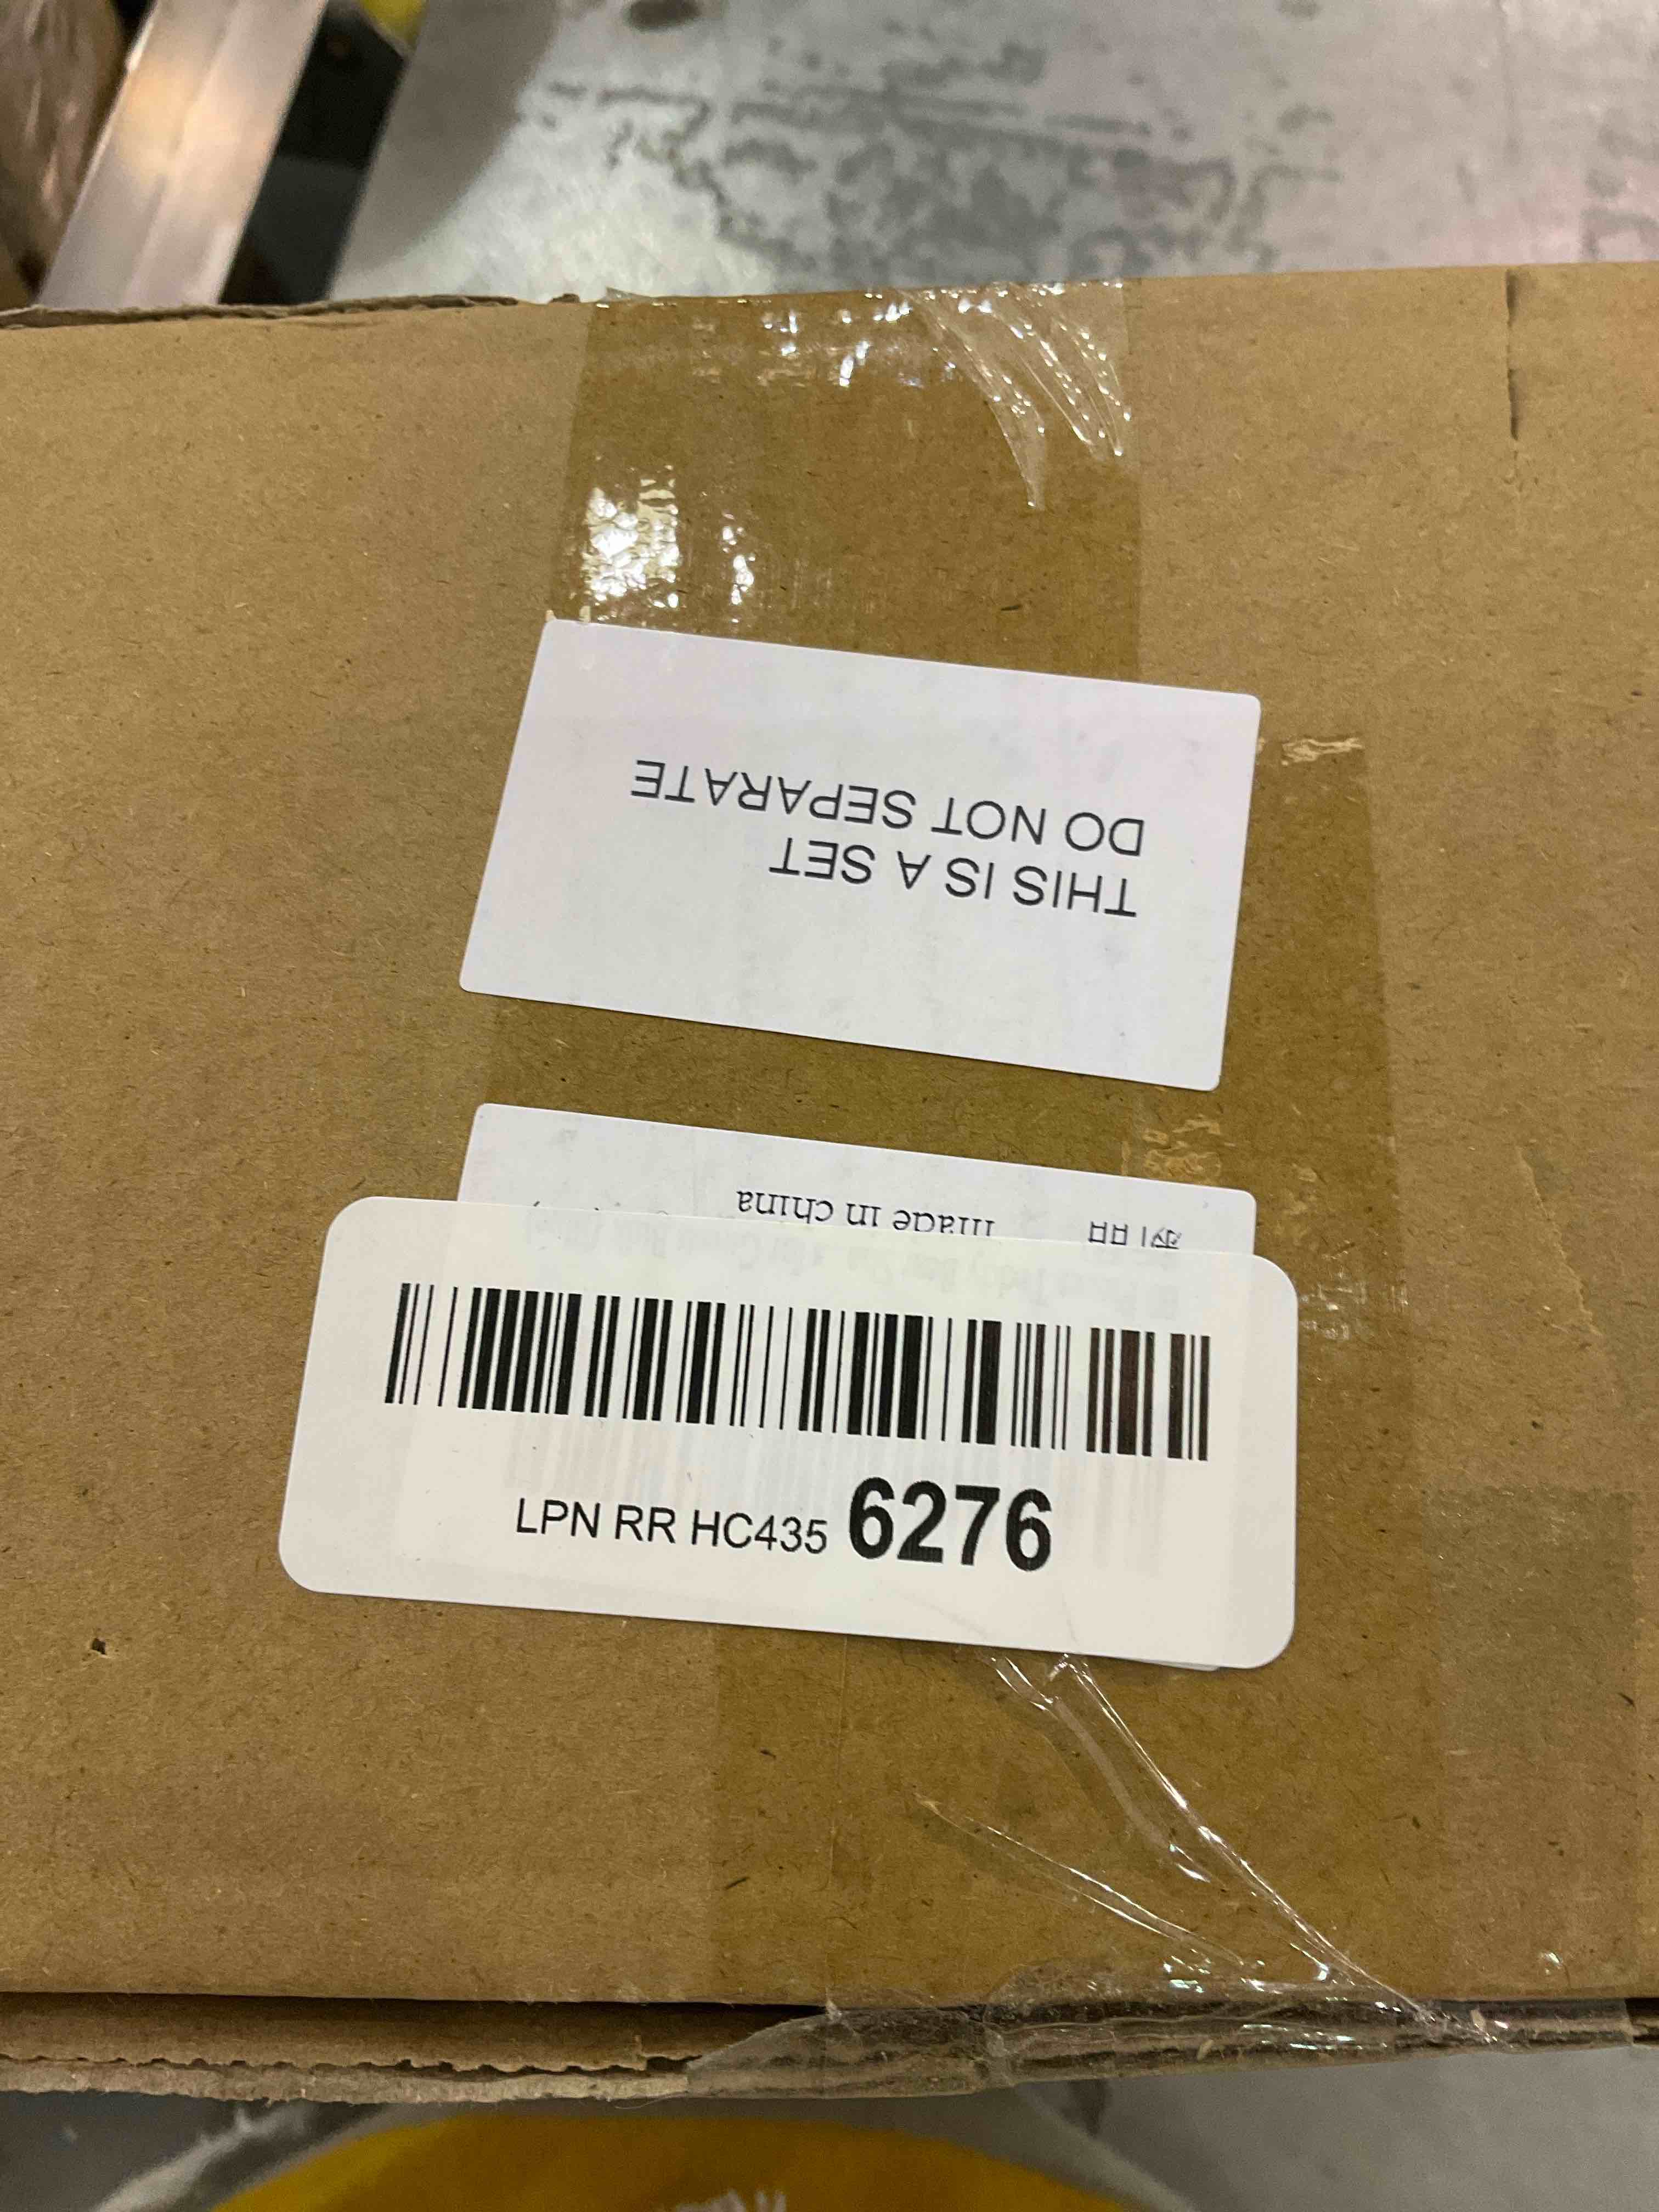 THIS IS A SET
DO NOT SEPARATE
made in china
LPN RR HC435 6276